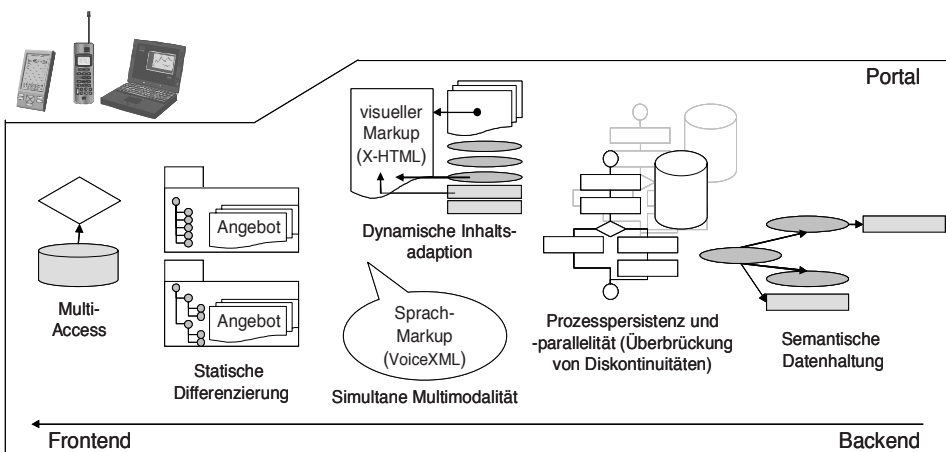 Portal
visueller
Markup
(X-HTML)
Angebot
Dynamische Inhalts-
adaption
Multi-
Access
Angebot
Statische
Differenzierung
Sprach-
Markup
(VoiceXML)
Simultane Multimodalität
Prozesspersistenz und
-parallelität (Überbrückung
von Diskontinuitäten)
Semantische
Datenhaltung
Frontend
Backend